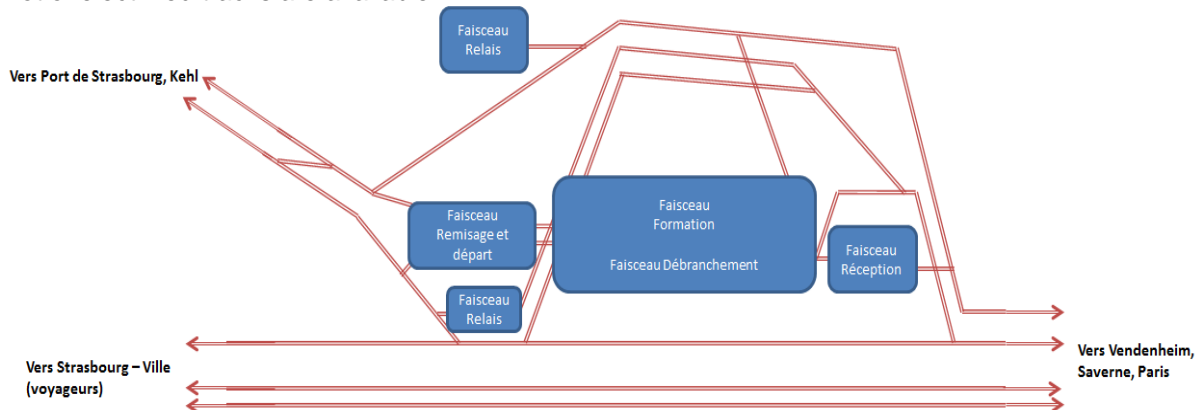 Faisceau
Relais
Vers Port de Strasbourg, Kehl
Faisceau
Formation
Faisceau Débranchement
Faisceau
Remisage et
départ
Faisceau
Réception
Faisceau
Relais
Vers Strasbourg – Ville
(voyageurs)
Vers Vendenheim,
Saverne, Paris